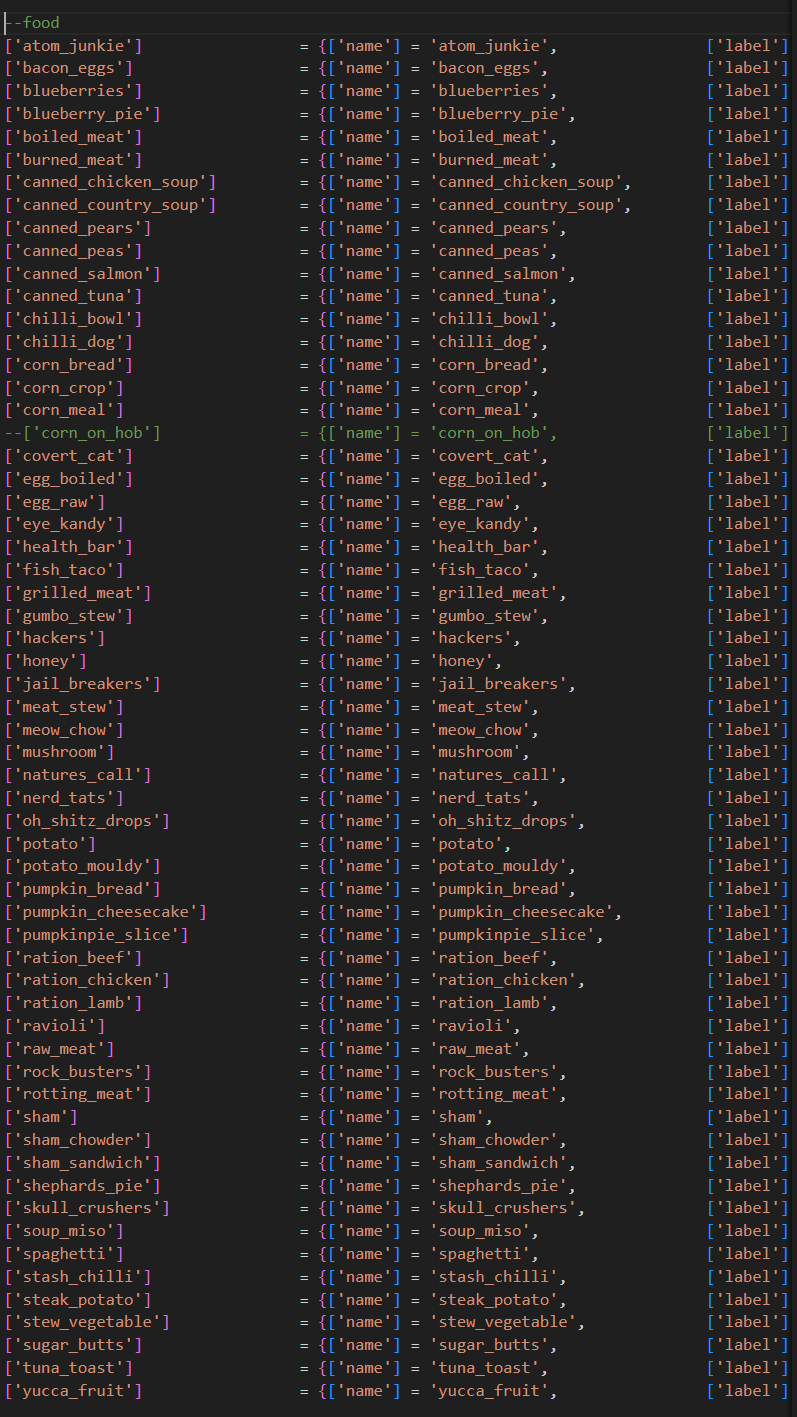 --food
['atom_junkie'] = {['name'] = 'atom_junkie', ['label']
['bacon_eggs'] = {['name'] = 'bacon_eggs', ['label']
['blueberries'] = {['name'] = 'blueberries', ['label']
['blueberry_pie'] = {['name'] = 'blueberry_pie', ['label']
['boiled_meat'] = {['name'] = 'boiled_meat', ['label']
['burned_meat'] = {['name'] = 'burned_meat', ['label']
['canned_chicken_soup'] = {['name'] = 'canned_chicken_soup', ['label']
['canned_country_soup'] = {['name'] = 'canned_country_soup', ['label']
['canned_pears'] = {['name'] = 'canned_pears', ['label']
['canned_peas'] = {['name'] = 'canned_peas', ['label']
['canned_salmon'] = {['name'] = 'canned_salmon', ['label']
['canned_tuna'] = {['name'] = 'canned_tuna', ['label']
['chilli_bowl'] = {['name'] = 'chilli_bowl', ['label']
['chilli_dog'] = {['name'] = 'chilli_dog', ['label']
['corn_bread'] = {['name'] = 'corn_bread', ['label']
['corn_crop'] = {['name'] = 'corn_crop', ['label']
['corn_meal'] = {['name'] = 'corn_meal', ['label']
--['corn_on_hob'] = {['name'] = 'corn_on_hob', ['label']
['covert_cat'] = {['name'] = 'covert_cat', ['label']
['egg_boiled'] = {['name'] = 'egg_boiled', ['label']
['egg_raw'] = {['name'] = 'egg_raw', ['label']
['eye_kandy'] = {['name'] = 'eye_kandy', ['label']
['health_bar'] = {['name'] = 'health_bar', ['label']
['fish_taco'] = {['name'] = 'fish_taco', ['label']
['grilled_meat'] = {['name'] = 'grilled_meat', ['label']
['gumbo_stew'] = {['name'] = 'gumbo_stew', ['label']
['hackers'] = {['name'] = 'hackers', ['label']
['honey'] = {['name'] = 'honey', ['label']
['jail_breakers'] = {['name'] = 'jail_breakers', ['label']
['meat_stew'] = {['name'] = 'meat_stew', ['label']
['meow_chow'] = {['name'] = 'meow_chow', ['label']
['mushroom'] = {['name'] = 'mushroom', ['label']
['natures_call'] = {['name'] = 'natures_call', ['label']
['nerd_tats'] = {['name'] = 'nerd_tats', ['label']
['oh_shitz_drops'] = {['name'] = 'oh_shitz_drops', ['label']
['potato'] = {['name'] = 'potato', ['label']
['potato_mouldy'] = {['name'] = 'potato_mouldy', ['label']
['pumpkin_bread'] = {['name'] = 'pumpkin_bread', ['label']
['pumpkin_cheesecake'] = {['name'] = 'pumpkin_cheesecake', ['label']
['pumpkinpie_slice'] = {['name'] = 'pumpkinpie_slice', ['label']
['ration_beef'] = {['name'] = 'ration_beef', ['label']
['ration_chicken'] = {['name'] = 'ration_chicken', ['label']
['ration_lamb'] = {['name'] = 'ration_lamb', ['label']
['ravioli'] = {['name'] = 'ravioli', ['label']
['raw_meat'] = {['name'] = 'raw_meat', ['label']
['rock_busters'] = {['name'] = 'rock_busters', ['label']
['rotting_meat'] = {['name'] = 'rotting_meat', ['label']
['sham'] = {['name'] = 'sham', ['label']
['sham_chowder'] = {['name'] = 'sham_chowder', ['label']
['sham_sandwich'] = {['name'] = 'sham_sandwich', ['label']
['shephards_pie'] = {['name'] = 'shephards_pie', ['label']
['skull_crushers'] = {['name'] = 'skull_crushers', ['label']
['soup_miso'] = {['name'] = 'soup_miso', ['label']
['spaghetti'] = {['name'] = 'spaghetti', ['label']
['stash_chilli'] = {['name'] = 'stash_chilli', ['label']
['steak_potato'] = {['name'] = 'steak_potato', ['label']
['stew_vegetable'] = {['name'] = 'stew_vegetable', ['label']
['sugar_butts'] = {['name'] = 'sugar_butts', ['label']
['tuna_toast'] = {['name'] = 'tuna_toast', ['label']
['yucca_fruit'] = {['name'] = 'yucca_fruit', ['label']